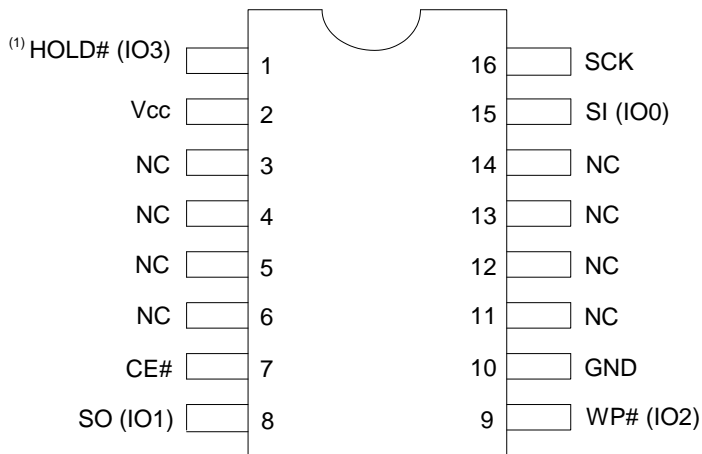 (1) HOLD# (IO3) 1 16 SCK
Vcc 2 15 SI (IO0)
NC 3 14 NC
NC 4 13 NC
NC 5 12 NC
NC 6 11 NC
CE# 7 10 GND
SO (IO1) 8 9 WP# (IO2)